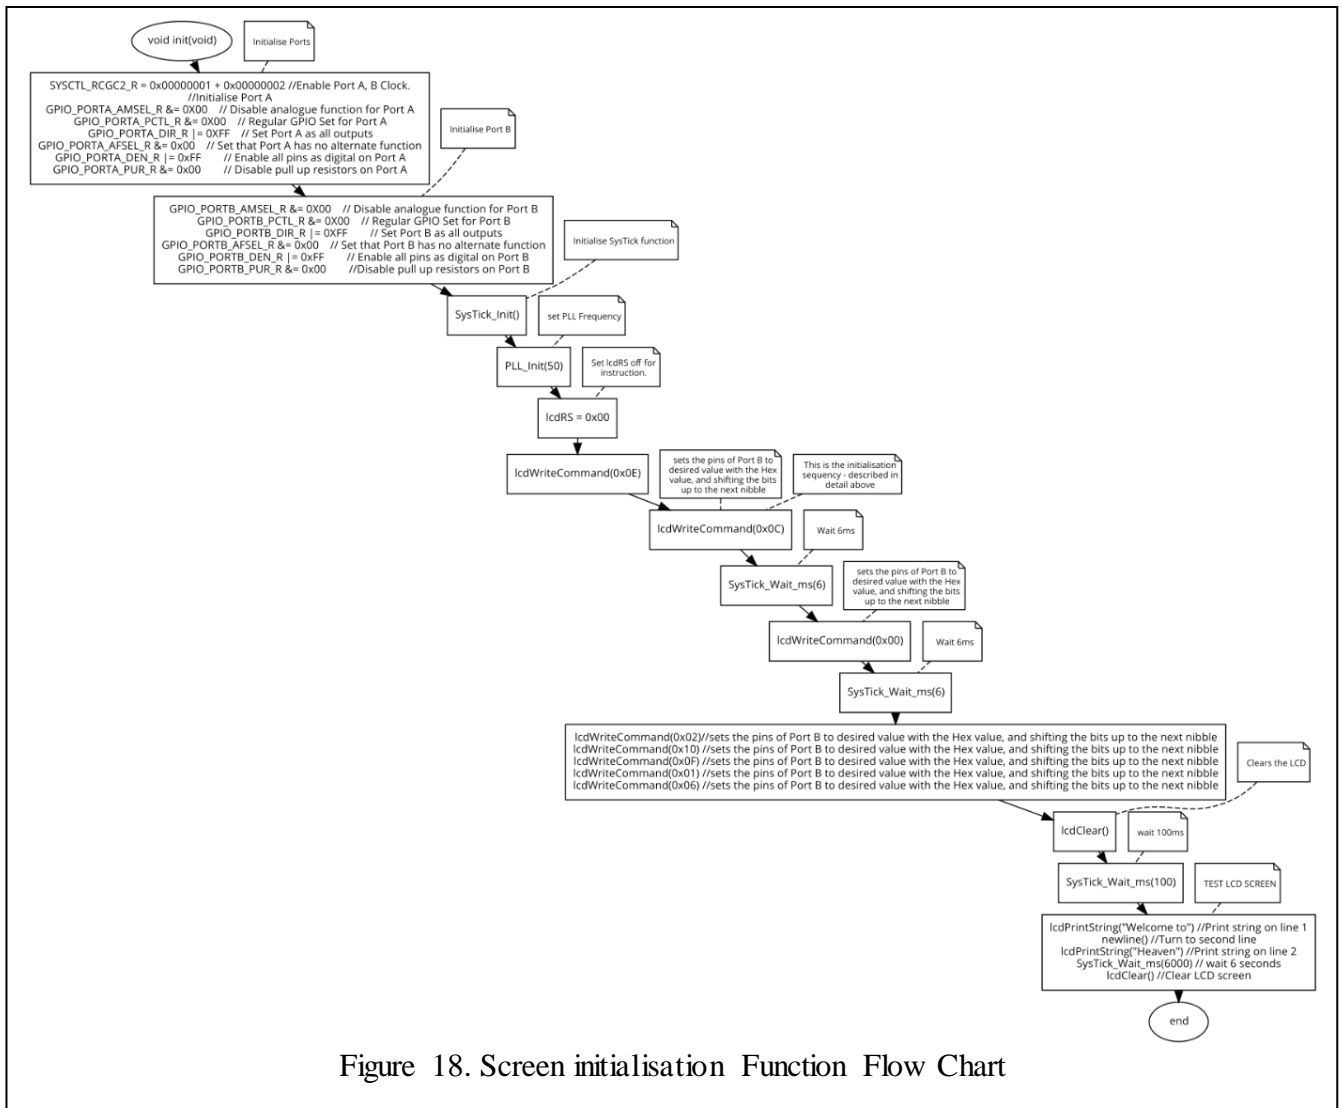 void init(void)
Initialise Ports
SYSCTL_RCGC2_R = 0x00000001 + 0x00000002 //Enable Port A, B Clock.
//Initialise Port A
GPIO_PORTA_AMSEL_R &= 0X00 // Disable analogue function for Port A
GPIO_PORTA_PCTL_R &= 0X00 // Regular GPIO Set for Port A
GPIO_PORTA_DIR_R |= 0XFF // Set Port A as all outputs
GPIO_PORTA_AFSEL_R &= 0x00 // Set that Port A has no alternate function
GPIO_PORTA_DEN_R |= 0xFF // Enable all pins as digital on Port A
GPIO_PORTA_PUR_R &= 0x00 // Disable pull up resistors on Port A
Initialise Port B
GPIO_PORTB_AMSEL_R &= 0X00 // Disable analogue function for Port B
GPIO_PORTB_PCTL_R &= 0X00 // Regular GPIO Set for Port B
GPIO_PORTB_DIR_R |= 0XFF // Set Port B as all outputs
GPIO_PORTB_AFSEL_R &= 0x00 // Set that Port B has no alternate function
GPIO_PORTB_DEN_R |= 0xFF // Enable all pins as digital on Port B
GPIO_PORTB_PUR_R &= 0x00 //Disable pull up resistors on Port B
Initialise SysTick function
SysTick_Init()
set PLL Frequency
PLL_Init(50)
Set lcdRS off for
instruction.
lcdRS = 0x00
lcdWriteCommand(0x0E)
sets the pins of Port B to
desired value with the Hex
value, and shifting the bits
up to the next nibble
This is the initialisation
sequency - described in
detail above
lcdWriteCommand(0x0C)
Wait 6ms
SysTick_Wait_ms(6)
sets the pins of Port B to
desired value with the Hex
value, and shifting the bits
up to the next nibble
lcdWriteCommand(0x00)
Wait 6ms
SysTick_Wait_ms(6)
lcdWriteCommand(0x02)//sets the pins of Port B to desired value with the Hex value, and shifting the bits up to the next nibble
lcdWriteCommand(0x10) //sets the pins of Port B to desired value with the Hex value, and shifting the bits up to the next nibble
lcdWriteCommand(0x0F) //sets the pins of Port B to desired value with the Hex value, and shifting the bits up to the next nibble
lcdWriteCommand(0x01) //sets the pins of Port B to desired value with the Hex value, and shifting the bits up to the next nibble
lcdWriteCommand(0x06) //sets the pins of Port B to desired value with the Hex value, and shifting the bits up to the next nibble
Clears the LCD
lcdClear()
wait 100ms
SysTick_Wait_ms(100)
TEST LCD SCREEN
lcdPrintString("Welcome to") //Print string on line 1
newline() //Turn to second line
lcdPrintString("Heaven") //Print string on line 2
SysTick_Wait_ms(6000) // wait 6 seconds
lcdClear() //Clear LCD screen
end
Figure 18. Screen initialisation Function Flow Chart